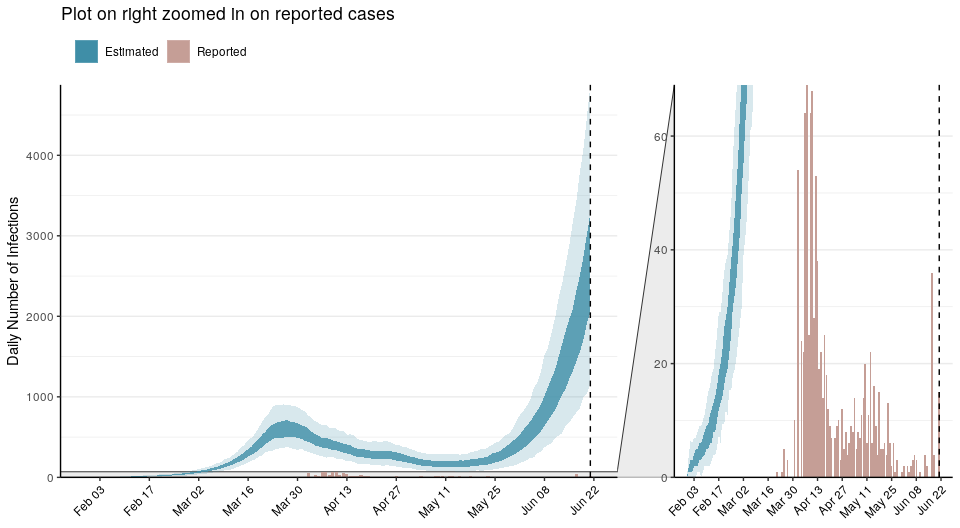 Plot on right zoomed in on reported cases
Estimated
Reported
Daily Number of Infections
4000
3000
2000
1000
0
Feb 03
Feb 17
Mar 02
Mar 16
Mar 30
Apr 13
Apr 27
May 11
May 25
Jun 08
Jun 22
60
40
20
0
Feb 03
Feb 17
Mar 02
Mar 16
Mar 30
Apr 13
Apr 27
May 11
May 25
Jun 08
Jun 22